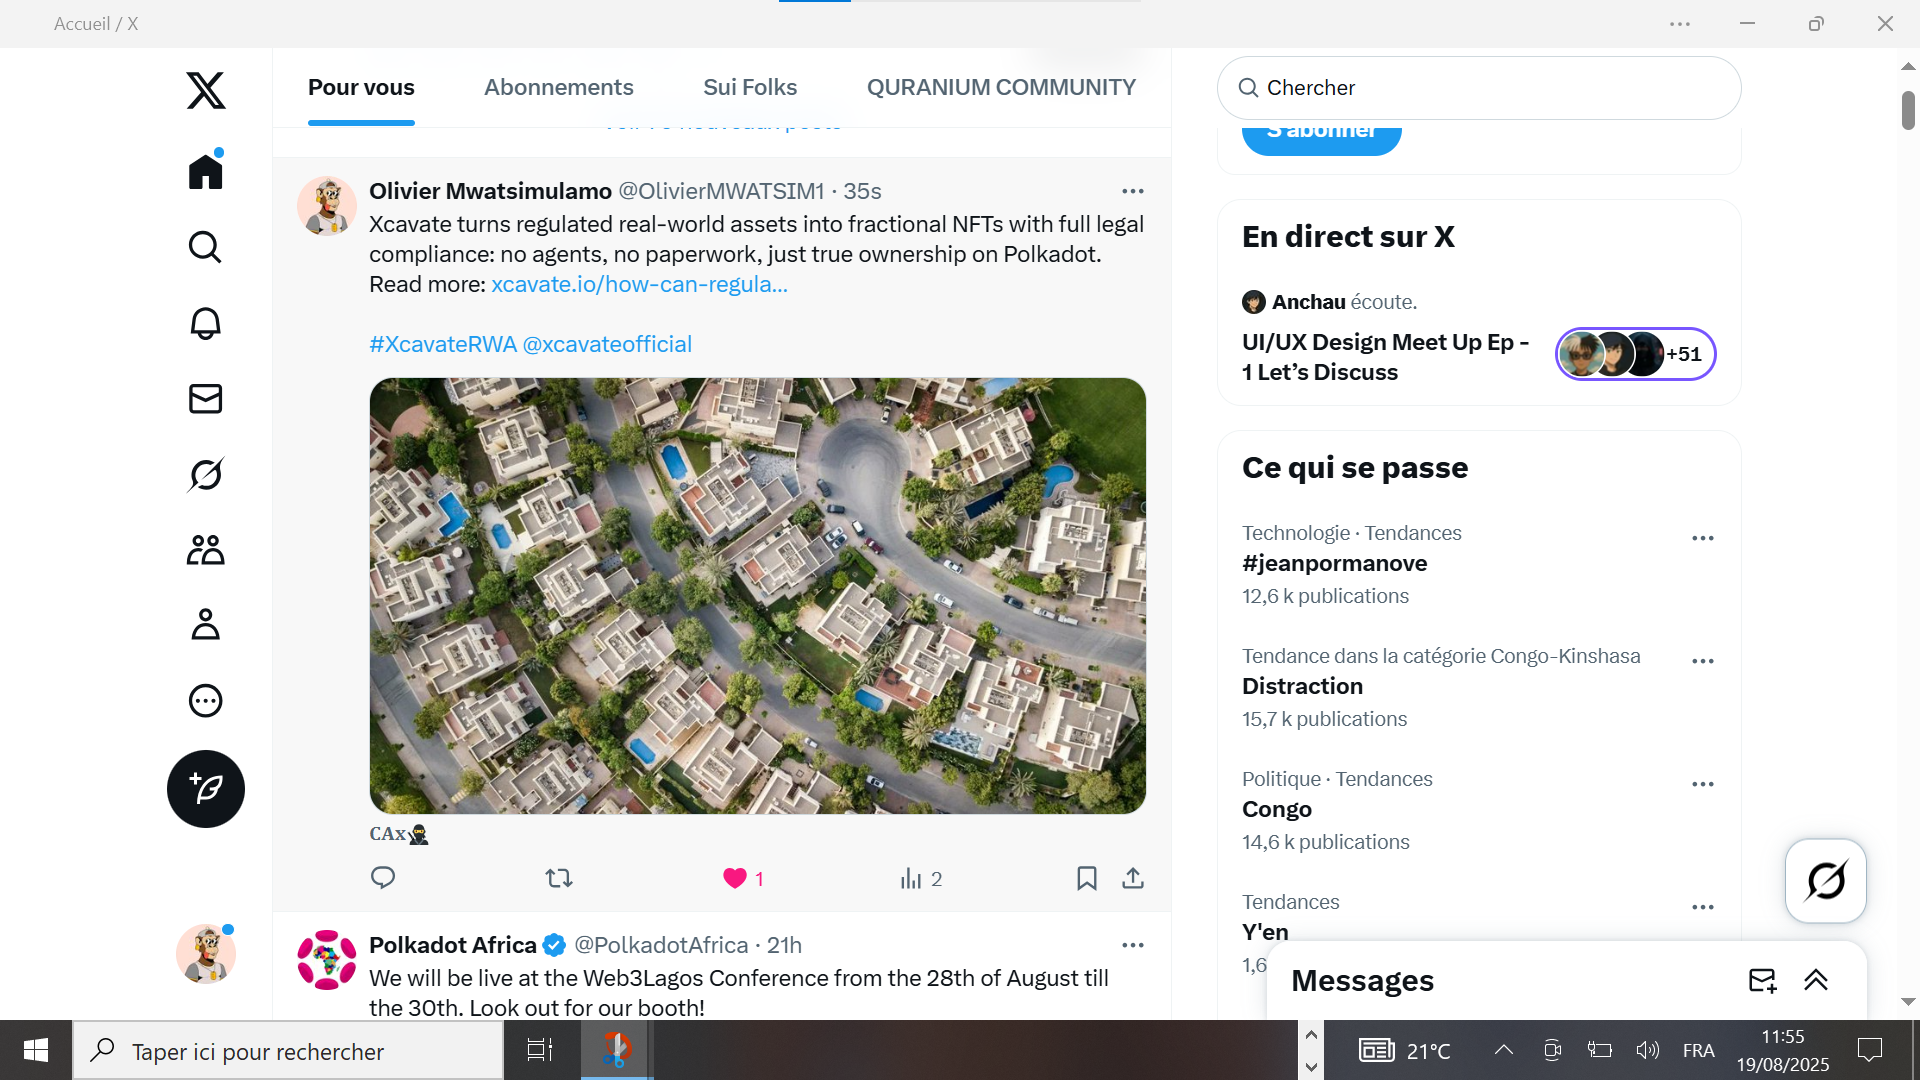 Accueil / X
Pour vous
Abonnements
Sui Folks
QURANIUM COMMUNITY
Olivier Mwatsimulamo @OlivierMWATSIM1 · 35s
Xcavate turns regulated real-world assets into fractional NFTs with full legal
compliance: no agents, no paperwork, just true ownership on Polkadot.
Read more: xcavate.io/how-can-regula...
#XcavateRWA @xcavateofficial
CAx
1
2
Polkadot Africa @PolkadotAfrica · 21h
We will be live at the Web3Lagos Conference from the 28th of August till
the 30th. Look out for our booth!
Chercher
S'abonner
En direct sur X
Anchau écoute.
UI/UX Design Meet Up Ep -
1 Let’s Discuss
+51
Ce qui se passe
Technologie · Tendances
#jeanpormanove
12,6 k publications
Tendance dans la catégorie Congo-Kinshasa
Distraction
15,7 k publications
Politique · Tendances
Congo
14,6 k publications
Tendances
Y'en
1,6
Messages
Taper ici pour rechercher
21°C
FRA
11:55
19/08/2025